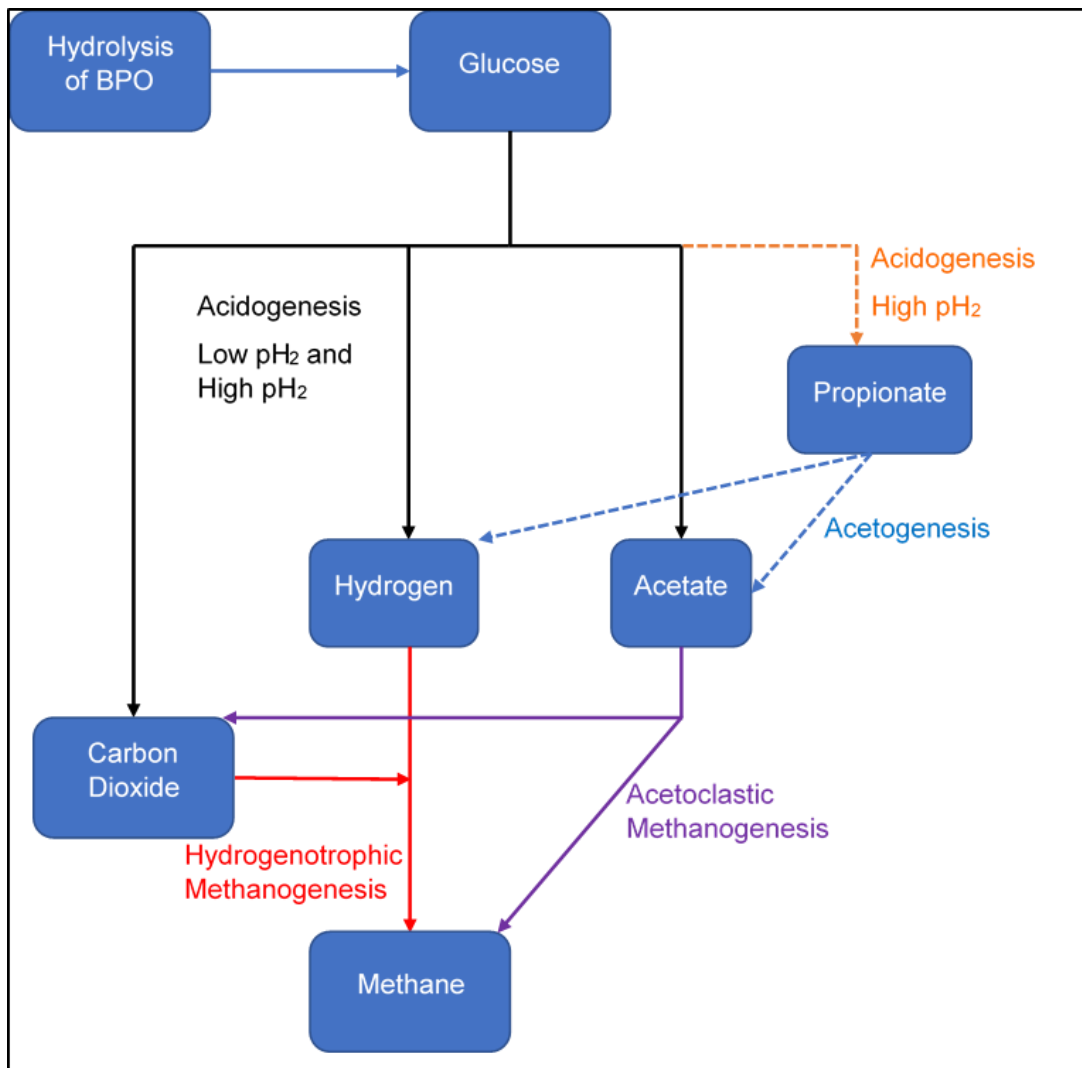 Hydrolysis
of BPO
Glucose
Acidogenesis
High pH₂
Acidogenesis
Low pH₂ and
High pH₂
Propionate
Acetogenesis
Hydrogen
Acetate
Carbon
Dioxide
Acetoclastic
Methanogenesis
Hydrogenotrophic
Methanogenesis
Methane